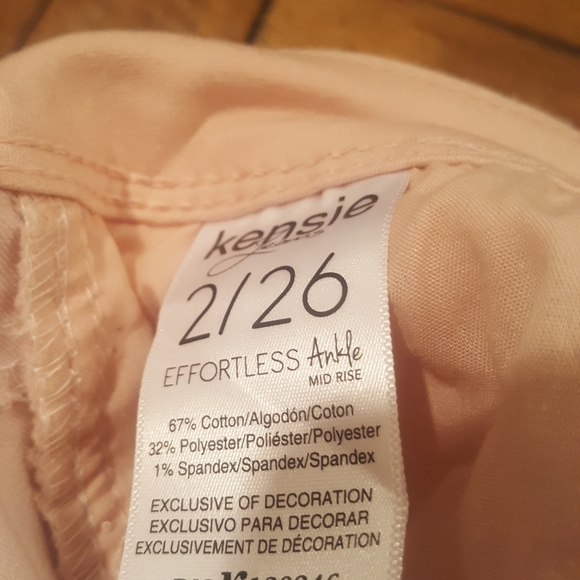 kensie
Jeans
2/26
EFFORTLESS Ankle
MID RISE
67% Cotton/Algodón/Coton
32% Polyester/Poliéster/Polyester
1% Spandex/Spandex/Spandex
EXCLUSIVE OF DECORATION
EXCLUSIVO PARA DECORAR
EXCLUSIVEMENT DE DÉCORATION